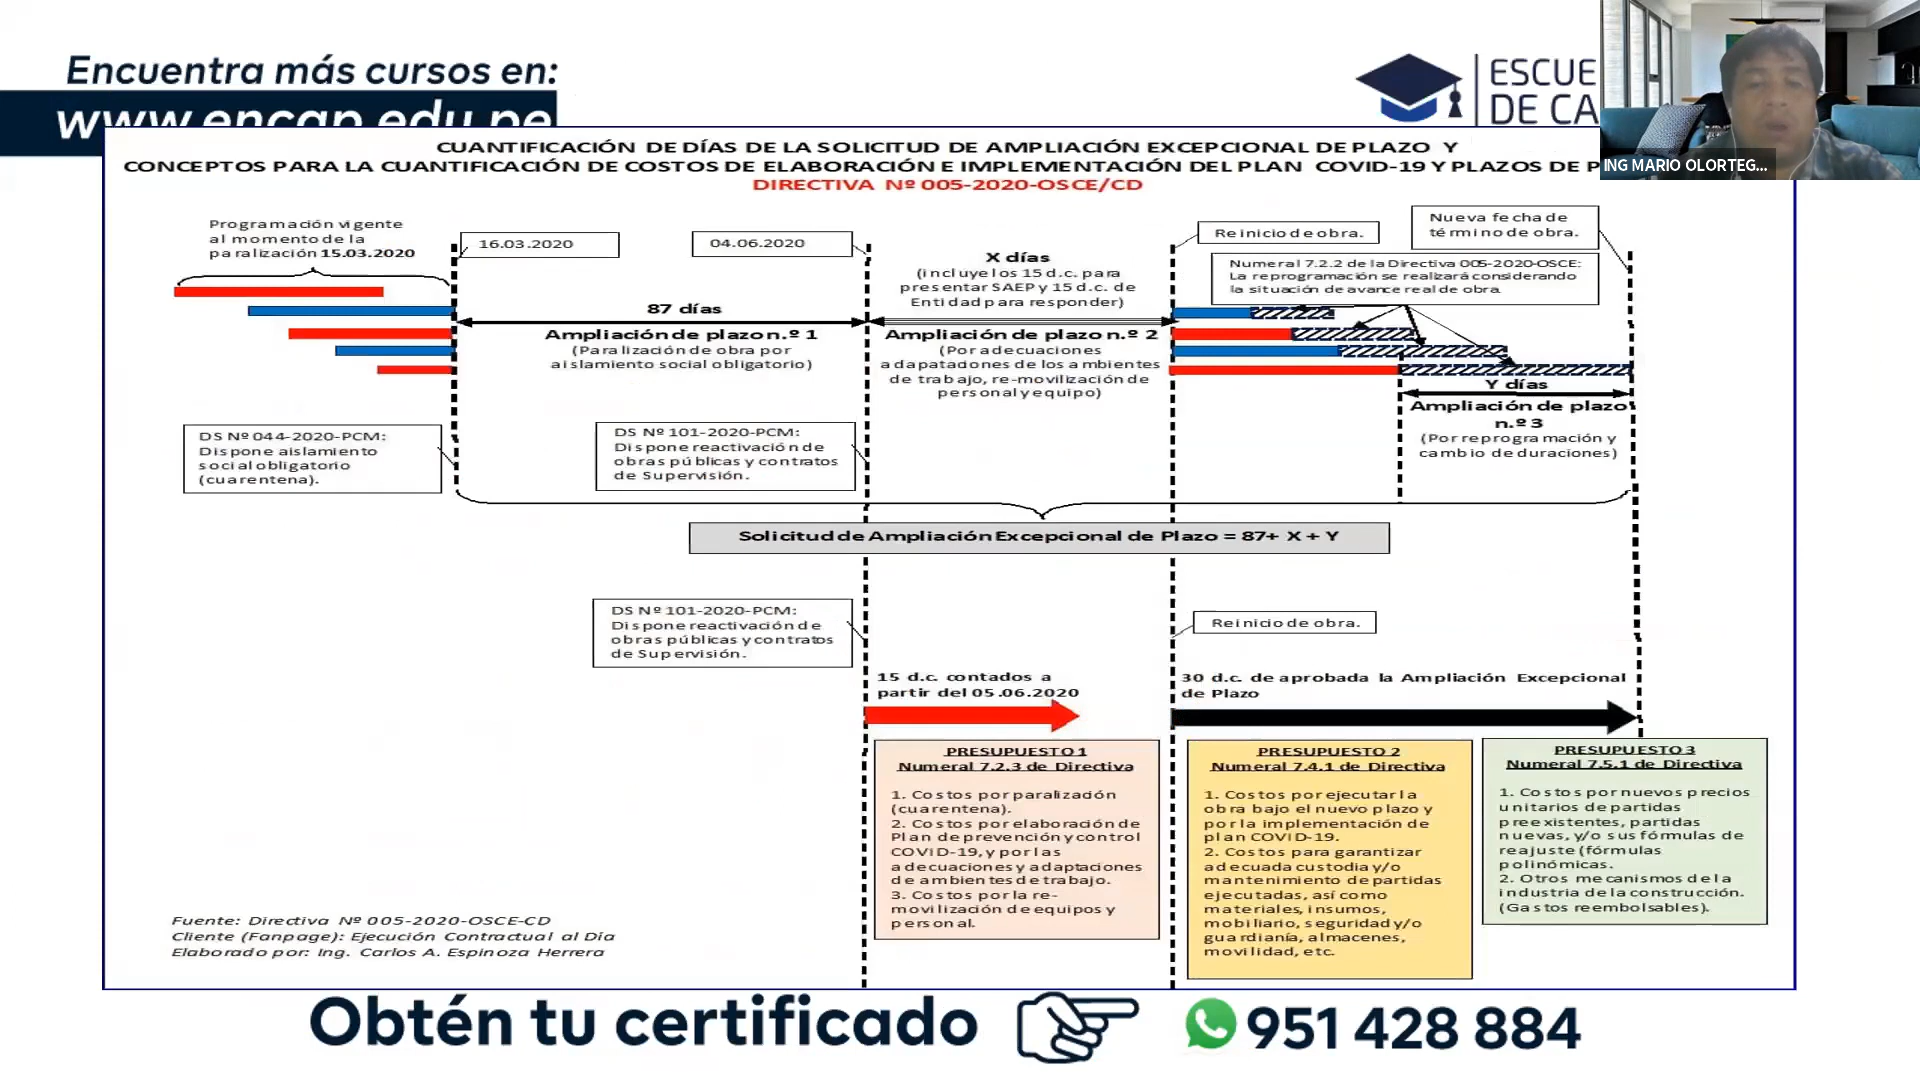 Encuentra más cursos en:
www.encap.edu.pe
ESCUE
DE CA
ING MARIO OLORTEG...
CUANTIFICACIÓN DE DÍAS DE LA SOLICITUD DE AMPLIACIÓN EXCEPCIONAL DE PLAZO Y
CONCEPTOS PARA LA CUANTIFICACIÓN DE COSTOS DE ELABORACIÓN E IMPLEMENTACIÓN DEL PLAN COVID-19 Y PLAZOS DE P
DIRECTIVA Nº 005-2020-OSCE/CD
Programación vigente
al momento de la
paralización 15.03.2020
16.03.2020
04.06.2020
X días
(incluye los 15 d.c. para
presentar SAEP y 15 d.c. de
Entidad para responder)
Reinicio de obra.
Nueva fecha de
término de obra.
Numeral 7.2.2 de la Directiva 005-2020-OSCE:
La reprogramación se realizará considerando
la situación de avance real de obra.
87 días
Ampliación de plazo n.º 1
(Paralización de obra por
aislamiento social obligatorio)
Ampliación de plazo n.º 2
(Por adecuaciones
adaptaciones de los ambientes
de trabajo, re-movilización de
personal y equipo)
Y días
Ampliación de plazo
n.º 3
(Por reprogramación y
cambio de duraciones)
DS Nº 044-2020-PCM:
Dispone aislamiento
social obligatorio
(cuarentena).
DS Nº 101-2020-PCM:
Dispone reactivación de
obras públicas y contratos
de Supervisión.
Solicitud de Ampliación Excepcional de Plazo = 87+ X + Y
DS Nº 101-2020-PCM:
Dispone reactivación de
obras públicas y contratos
de Supervisión.
Reinicio de obra.
15 d.c. contados a
partir del 05.06.2020
30 d.c. de aprobada la Ampliación Excepcional
de Plazo
PRESUPUESTO 1
Numeral 7.2.3 de Directiva
1. Costos por paralización
(cuarentena).
2. Costos por elaboración de
Plan de prevención y control
COVID-19, y por las
adecuaciones y adaptaciones
de ambientes de trabajo.
3. Costos por la re-
movilización de equipos y
personal.
PRESUPUESTO 2
Numeral 7.4.1 de Directiva
1. Costos por ejecutar la
obra bajo el nuevo plazo y
por la implementación de
plan COVID-19.
2. Costos para garantizar
adecuada custodia y/o
mantenimiento de partidas
ejecutadas, así como
materiales, insumos,
mobiliario, seguridad y/o
guardianía, almacenes,
movilidad, etc.
PRESUPUESTO 3
Numeral 7.5.1 de Directiva
1. Costos por nuevos precios
unitarios de partidas
preexistentes, partidas
nuevas, y/o sus fórmulas de
reajuste (fórmulas
polinómicas.
2. Otros mecanismos de la
industria de la construcción.
(Gastos reembolsables).
Fuente: Directiva Nº 005-2020-OSCE-CD
Cliente (Fanpage): Ejecución Contractual al Día
Elaborado por: Ing. Carlos A. Espinoza Herrera
Obtén tu certificado
951 428 884